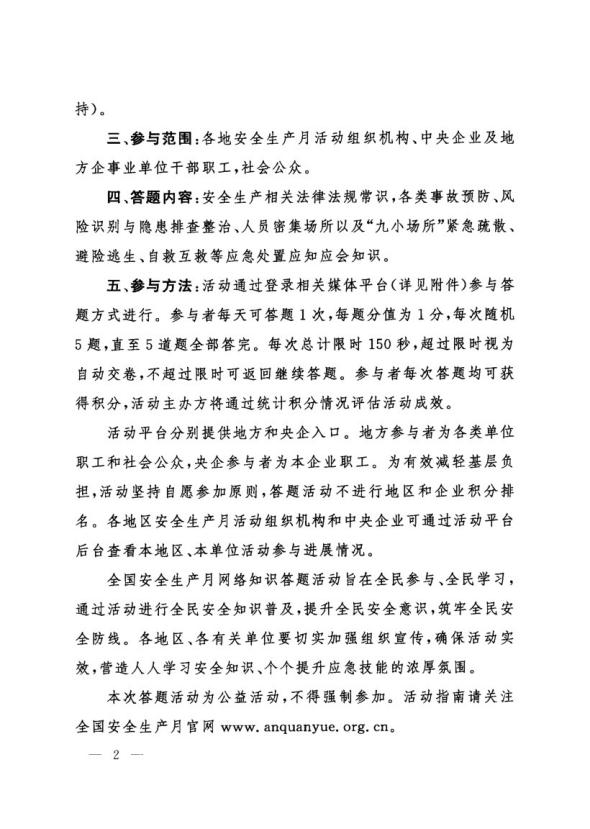 持)。
三、参与范围:各地安全生产月活动组织机构、中央企业及地
方企事业单位干部职工,社会公众。
四、答题内容:安全生产相关法律法规常识,各类事故预防、风
险识别与隐患排查整治、人员密集场所以及“九小场所”紧急疏散、
避险逃生、自救互救等应急处置应知应会知识。
五、参与方法:活动通过登录相关媒体平台(详见附件)参与答
题方式进行。参与者每天可答题1次,每题分值为1分,每次随机
5题,直至5道题全部答完。每次总计限时150秒,超过限时视为
自动交卷,不超过限时可返回继续答题。参与者每次答题均可获
得积分,活动主办方将通过统计积分情况评估活动成效。
活动平台分别提供地方和央企入口。地方参与者为各类单位
职工和社会公众,央企参与者为本企业职工。为有效减轻基层负
担,活动坚持自愿参加原则,答题活动不进行地区和企业积分排
名。各地区安全生产月活动组织机构和中央企业可通过活动平台
后台查看本地区、本单位活动参与进展情况。
全国安全生产月网络知识答题活动旨在全民参与、全民学习,
通过活动进行全民安全知识普及,提升全民安全意识,筑牢全民安
全防线。各地区、各有关单位要切实加强组织宣传,确保活动实
效,营造人人学习安全知识、个个提升应急技能的浓厚氛围。
本次答题活动为公益活动,不得强制参加。活动指南请关注
全国安全生产月官网www.anquanyue.org.cn。
— 2 —